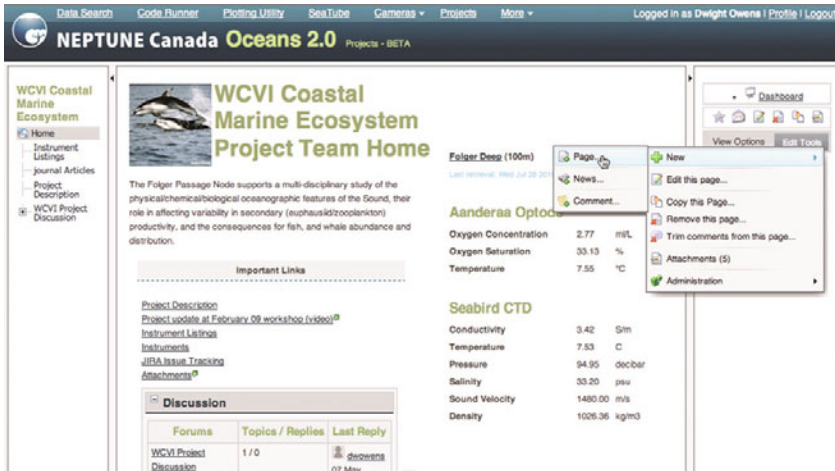 Data Search Code Runner Plotting Utility SeaTube Cameras Projects More Logged in as Dwight Owens | Profile | Logout
NEPTUNE Canada Oceans 2.0 Projects - BETA
WCVI Coastal
Marine
Ecosystem
Home
Instrument
Listings
journal Articles
Project
Description
WCVI Project
Discussion
WCVI Coastal
Marine Ecosystem
Project Team Home
The Folger Passage Node supports a multi-disciplinary study of the
physical/chemical/biological oceanographic features of the Sound, their
role in affecting variability in secondary (euphausiid/zooplankton)
productivity, and the consequences for fish, and whale abundance and
distribution.
Important Links
Project Description
Project update at February 09 workshop (video)
Instrument Listings
Instruments
JIRA Issue Tracking
Attachments
Discussion
Forums Topics / Replies Last Reply
WCVI Project
Discussion
1 / 0
dwowens
07 May
Folger Deep (100m)
Last retrieval: Wed Jul 28
Aanderaa Optode
Oxygen Concentration 2.77 ml/L
Oxygen Saturation 33.13 %
Temperature 7.55 °C
Seabird CTD
Conductivity 3.42 S/m
Temperature 7.53 C
Pressure 94.95 decibar
Salinity 33.20 psu
Sound Velocity 1480.00 m/s
Density 1026.36 kg/m3
Dashboard
View Options Edit Tools
Page...
News...
Comment...
New
Edit this page...
Copy this Page...
Remove this page...
Trim comments from this page...
Attachments (5)
Administration